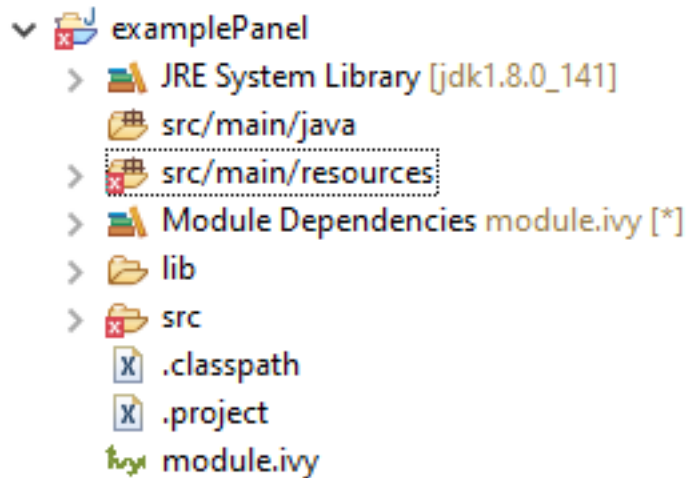 examplePanel
JRE System Library [jdk1.8.0_141]
src/main/java
src/main/resources
Module Dependencies module.ivy [*]
lib
src
.classpath
.project
module.ivy